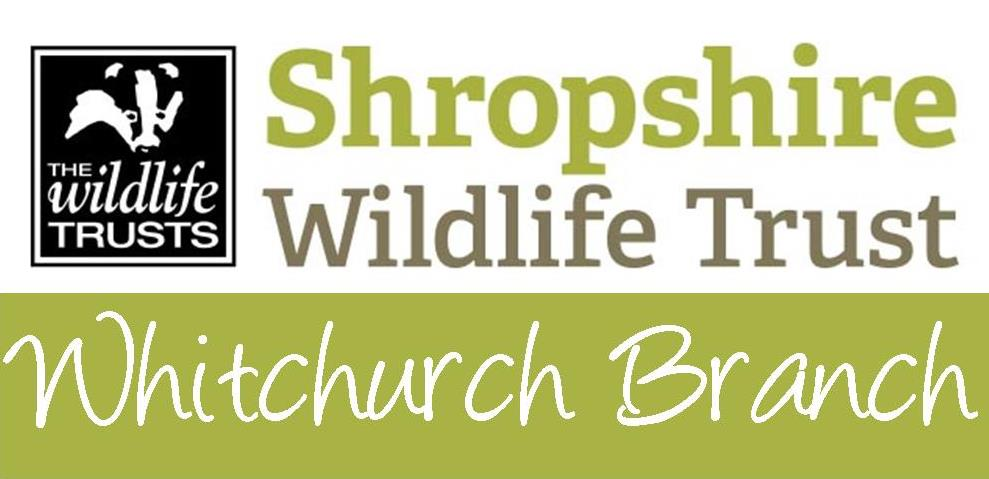 THE
wildlife
TRUSTS
Shropshire
Wildlife Trust
Whitchurch Branch